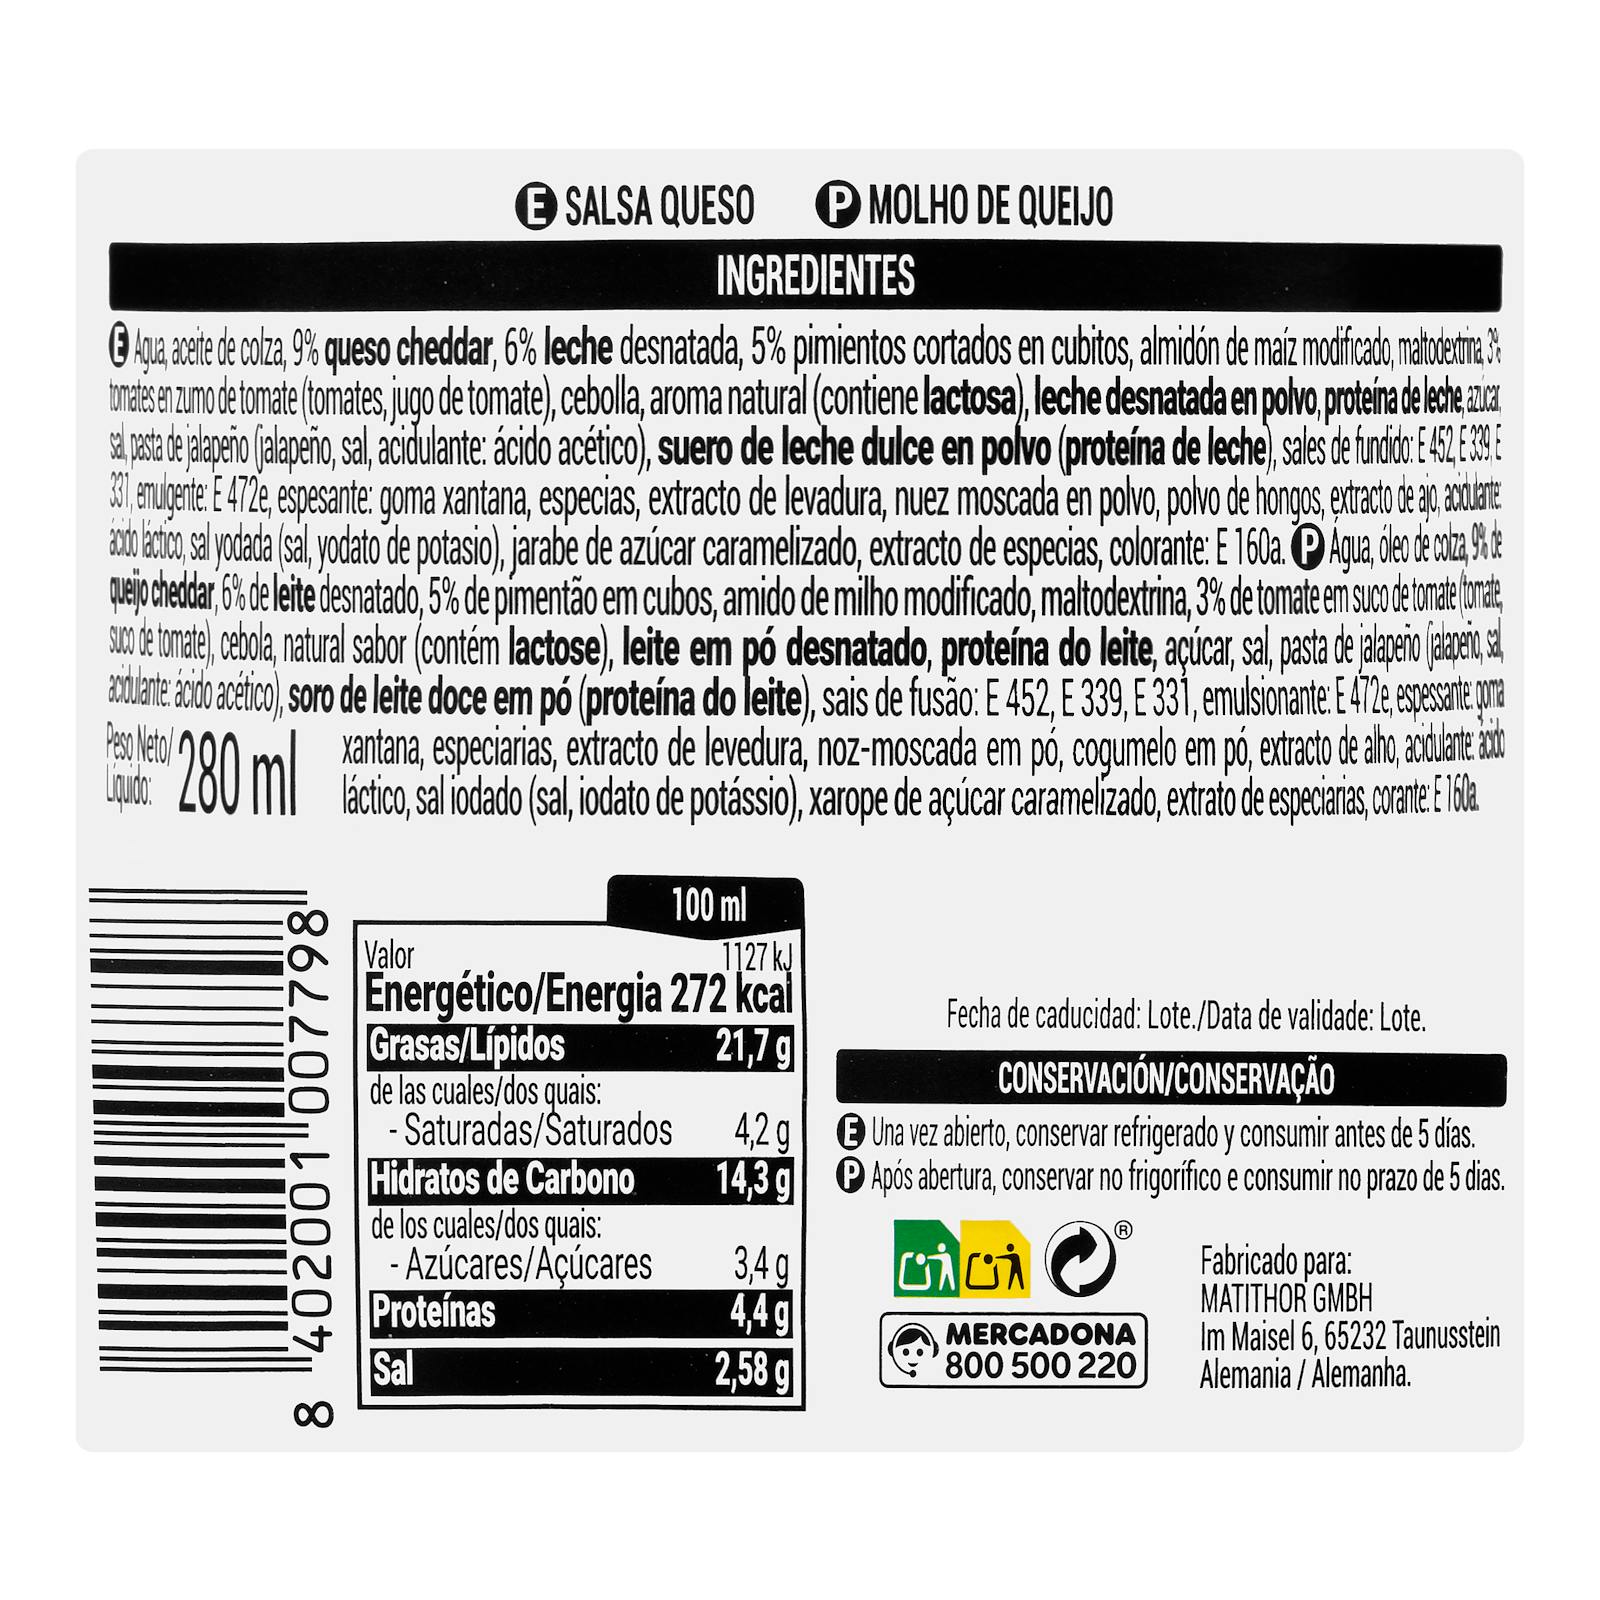 E SALSA QUESO P MOLHO DE QUEIJO
INGREDIENTES
E Agua, aceite de colza, 9% queso cheddar, 6% leche desnatada, 5% pimientos cortados en cubitos, almidón de maíz modificado, maltodextrina, 3%
tomates en zumo de tomate (tomates, jugo de tomate), cebolla, aroma natural (contiene lactosa), leche desnatada en polvo, proteína de leche, azúcar,
sal, pasta de jalapeño (jalapeño, sal, acidulante: ácido acético), suero de leche dulce en polvo (proteína de leche), sales de fundido: E 452, E 339, E
331, emulgente: E 472e, espesante: goma xantana, especias, extracto de levadura, nuez moscada en polvo, polvo de hongos, extracto de ajo, acidulante:
ácido láctico, sal yodada (sal, yodato de potasio), jarabe de azúcar caramelizado, extracto de especias, colorante: E 160a. P Água, óleo de colza, 9% de
queijo cheddar, 6% de leite desnatado, 5% de pimentão em cubos, amido de milho modificado, maltodextrina, 3% de tomate em suco de tomate (tomate,
suco de tomate), cebola, natural sabor (contém lactose), leite em pó desnatado, proteína do leite, açúcar, sal, pasta de jalapeño (jalapeño, sal,
acidulante: ácido acético), soro de leite doce em pó (proteína do leite), sais de fusão: E 452, E 339, E 331, emulsionante: E 472e, espessante: goma
xantana, especiarias, extracto de levedura, noz-moscada em pó, cogumelo em pó, extracto de alho, acidulante: ácido
láctico, sal iodado (sal, iodato de potássio), xarope de açúcar caramelizado, extrato de especiarias, corante: E 160a.
Peso Neto/
Líquido: 280 ml
8 402001 007798
100 ml
Valor 1127 kJ
Energético/Energia 272 kcal
Grasas/Lípidos 21,7 g
de las cuales/dos quais:
- Saturadas/Saturados 4,2 g
Hidratos de Carbono 14,3 g
de los cuales/dos quais:
- Azúcares/Açúcares 3,4 g
Proteínas 4,4 g
Sal 2,58 g
Fecha de caducidad: Lote./Data de validade: Lote.
CONSERVACIÓN/CONSERVAÇÃO
E Una vez abierto, conservar refrigerado y consumir antes de 5 días.
P Após abertura, conservar no frigorífico e consumir no prazo de 5 dias.
®
MERCADONA
800 500 220
Fabricado para:
MATITHOR GMBH
Im Maisel 6, 65232 Taunusstein
Alemania / Alemanha.